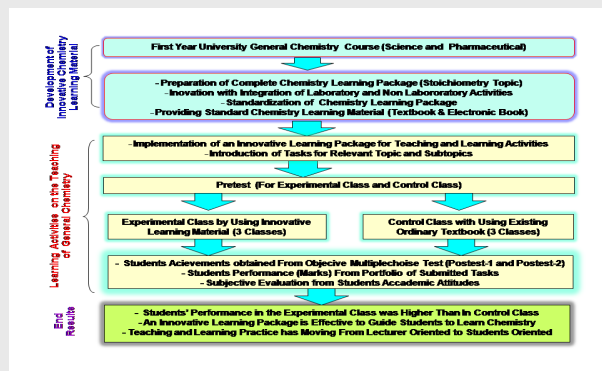 Development of
Innovative Chemistry
Learning Material
First Year University General Chemistry Course (Science and Pharmaceutical)
- Preparation of Complete Chemistry Learning Package (Stoichiometry Topic)
- Inovation with Integration of Laboratory and Non Labororatory Activities
- Standardization of Chemistry Learning Package
- Providing Standard Chemistry Learning Material (Textbook & Electronic Book)
Learning Activities on the Teaching
of General Chemistry
- Implementation of an Innovative Learning Package for Teaching and Learning Activities
- Introduction of Tasks for Relevant Topic and Subtopics
Pretest (For Experimental Class and Control Class)
Experimental Class by Using Innovative
Learning Material (3 Classes)
Control Class with Using Existing
Ordinary Textbook (3 Classes)
- Students Acievements obtained From Objecive Multiplechoise Test (Postest-1 and Postest-2)
- Students Performance (Marks) From Portfolio of Submitted Tasks
- Subjective Evaluation from Students Accademic Attitudes
End
Results
- Students' Performance in the Experimental Class was Higher Than in Control Class
- An Innovative Learning Package is Effective to Guide Students to Learn Chemistry
- Teaching and Learning Practice has Moving From Lecturer Oriented to Students Oriented